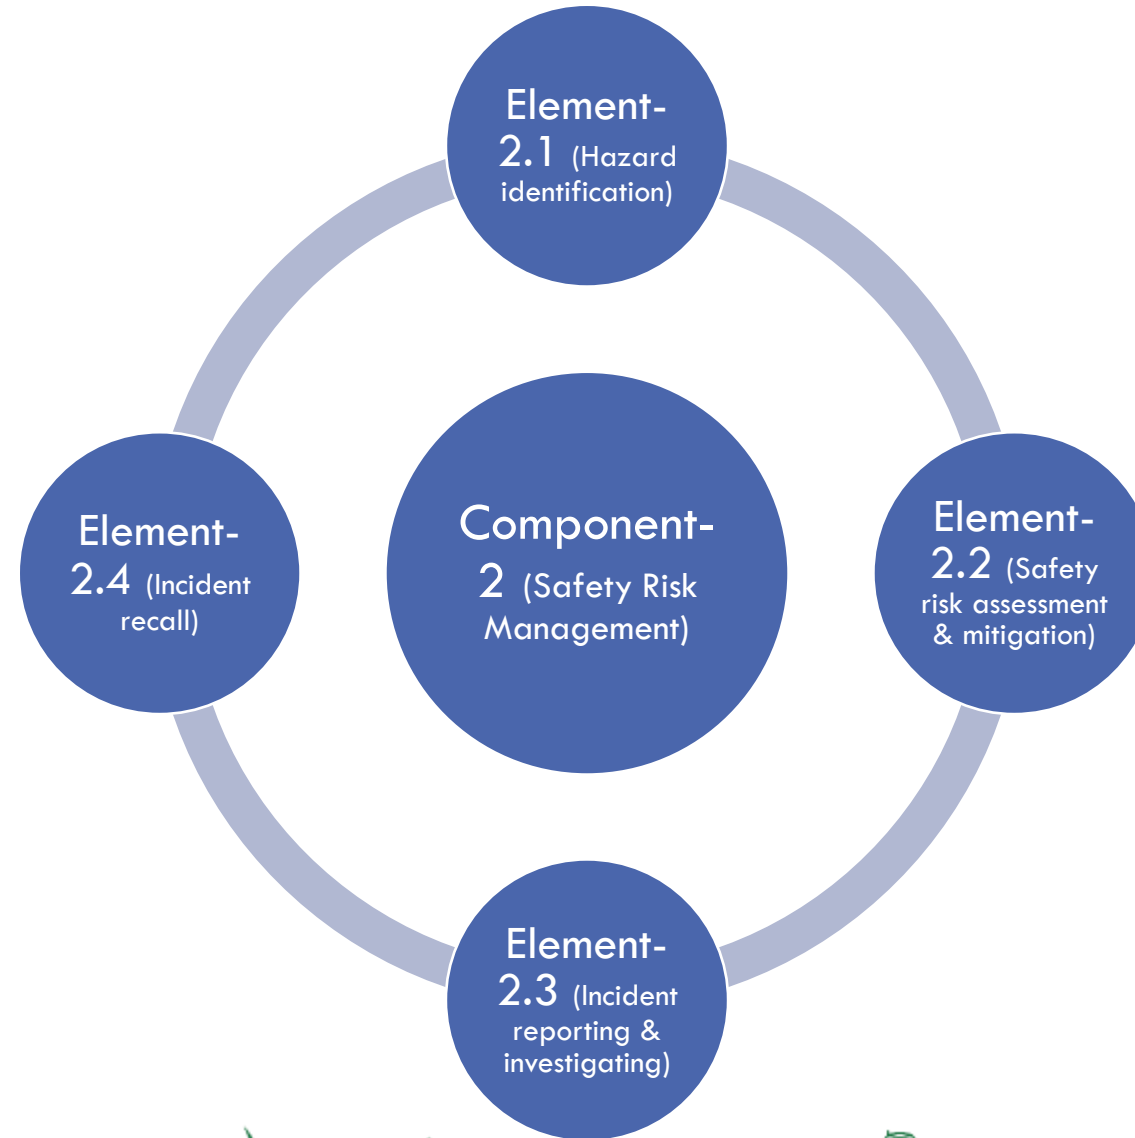 Element-
2.1 (Hazard
identification)
Element-
2.2 (Safety
risk assessment
& mitigation)
Component-
2 (Safety Risk
Management)
Element-
2.4 (Incident
recall)
Element-
2.3 (Incident
reporting &
investigating)